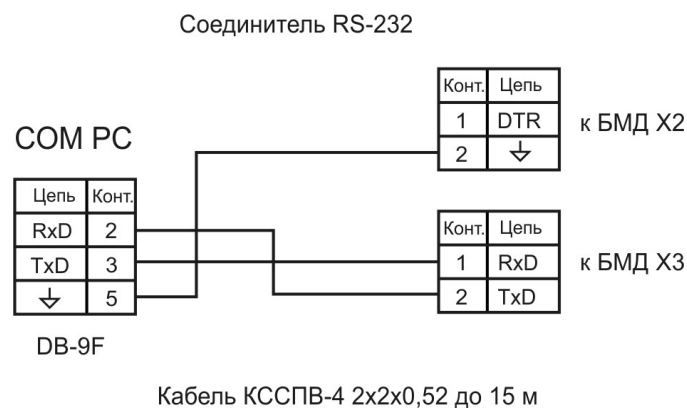 Соединитель RS-232
Конт. Цепь
1 DTR
2
к БМД X2
COM PC
Цепь Конт.
RxD 2
TxD 3
5
DB-9F
Конт. Цепь
1 RxD
2 TxD
к БМД X3
Кабель КССПВ-4 2x2x0,52 до 15 м